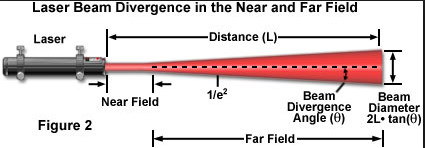 Laser Beam Divergence in the Near and Far Field
Laser
Distance (L)
Near Field
1/e²
Beam
Divergence
Angle (θ)
Beam
Diameter
2L• tan(θ)
(θ)
Figure 2
Far Field